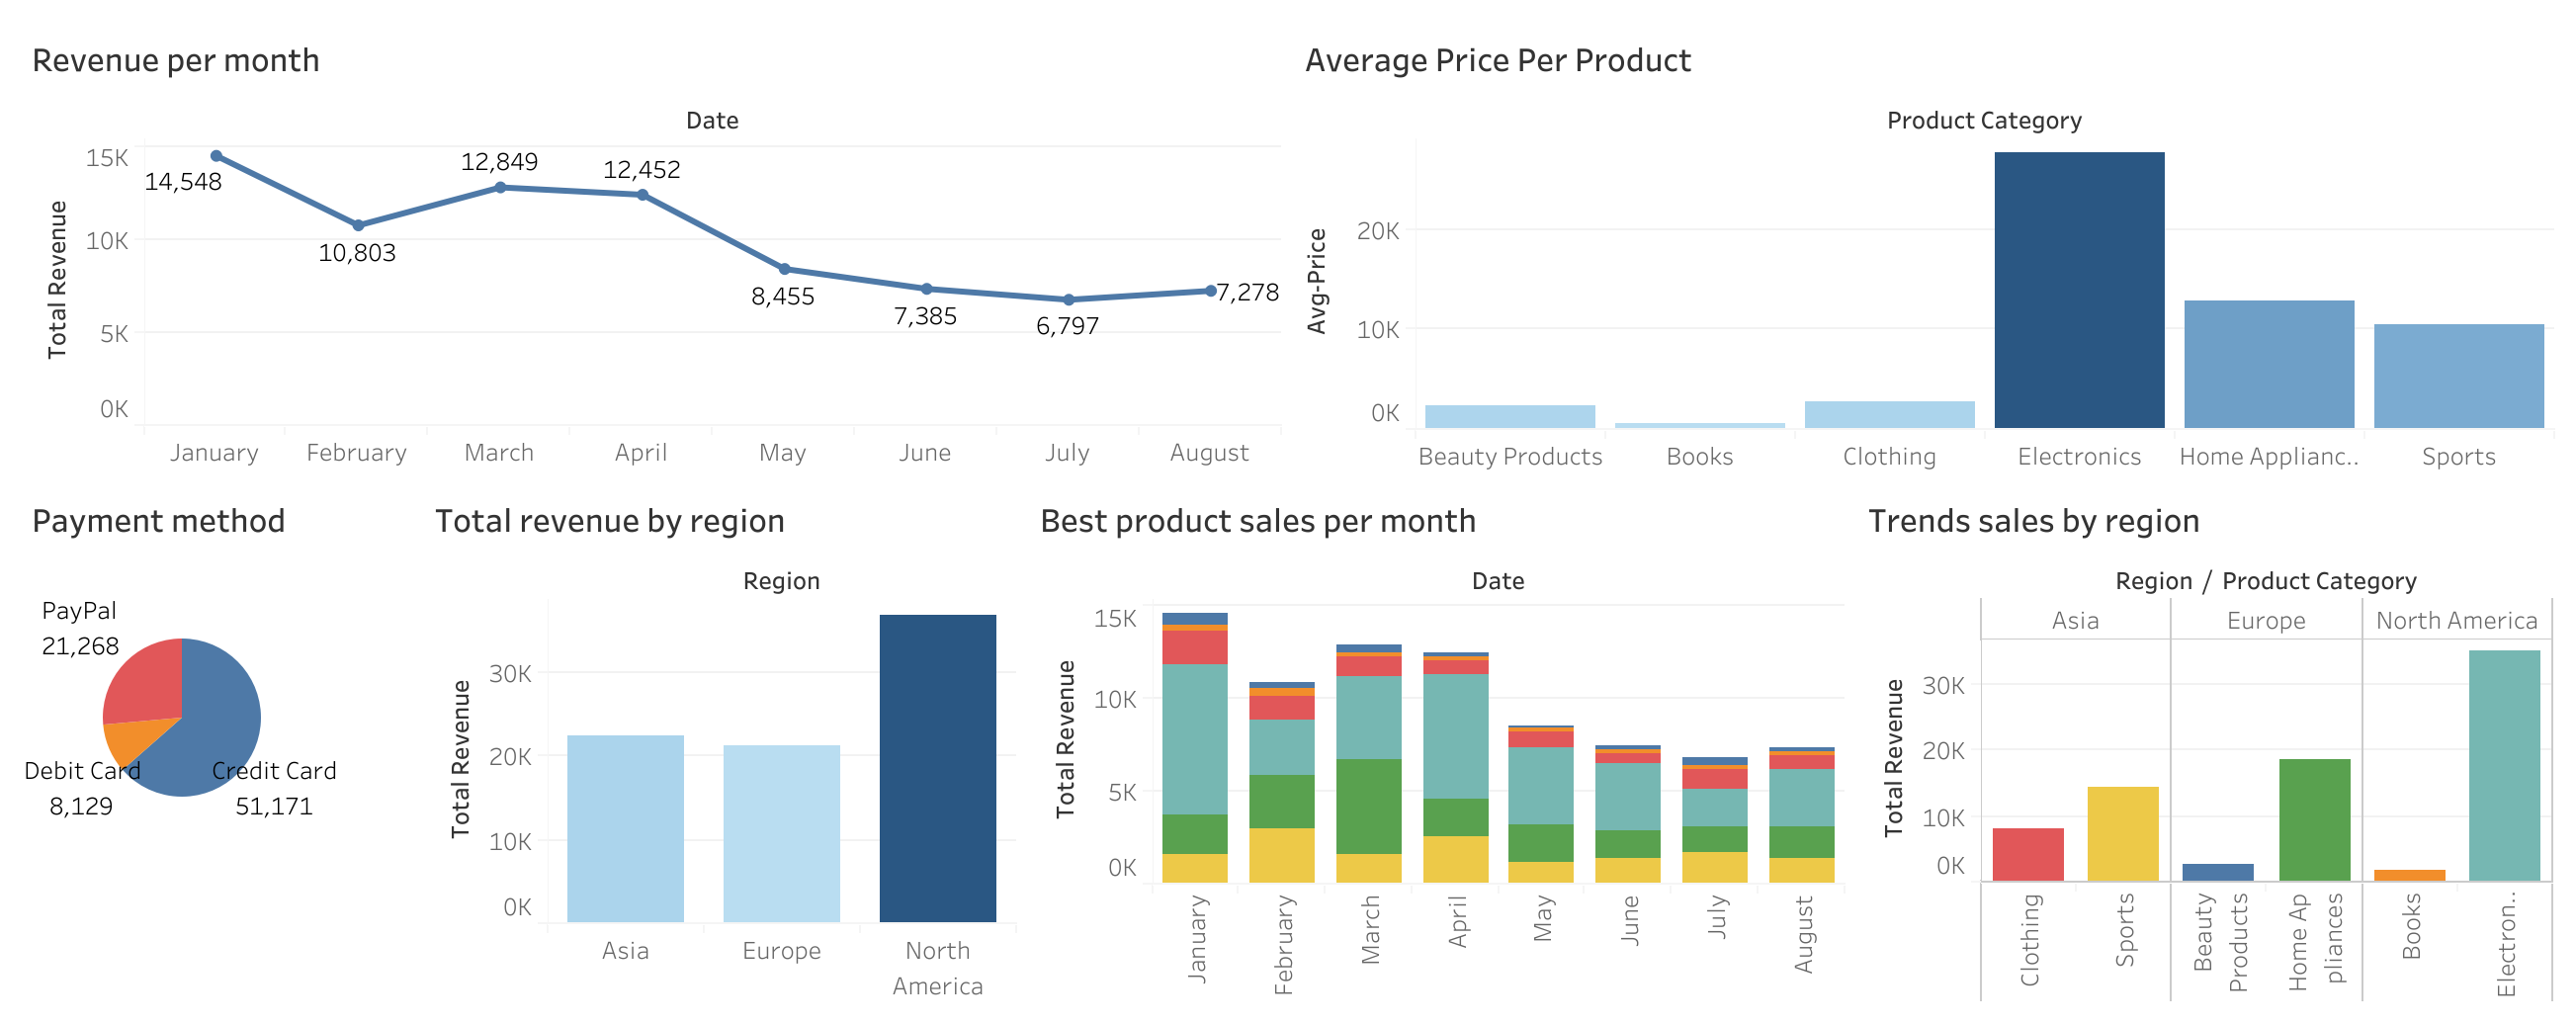 Revenue per month
Date
Total Revenue
15K
10K
5K
0K
14,548
10,803
12,849
12,452
8,455
7,385
6,797
7,278
January
February
March
April
May
June
July
August
Average Price Per Product
Product Category
Avg-Price
20K
10K
0K
Beauty Products
Books
Clothing
Electronics
Home Applianc..
Sports
Payment method
PayPal
21,268
Debit Card
8,129
Credit Card
51,171
Total revenue by region
Region
Total Revenue
30K
20K
10K
0K
Asia
Europe
North
America
Best product sales per month
Date
Total Revenue
15K
10K
5K
0K
January
February
March
April
May
June
July
August
Trends sales by region
Region / Product Category
Asia
Europe
North America
Total Revenue
30K
20K
10K
0K
Clothing
Sports
Beauty
Products
Home Ap
pliances
Books
Electron..